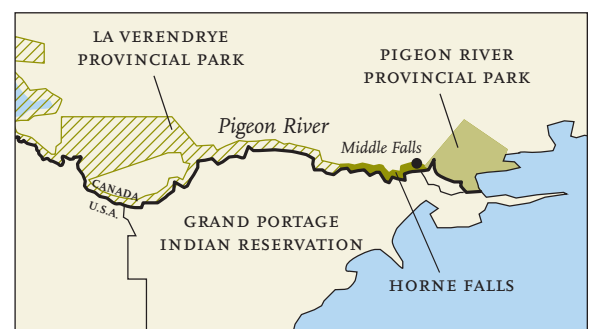 LA VERENDRYE
PROVINCIAL PARK
PIGEON RIVER
PROVINCIAL PARK
Pigeon River
Middle Falls
CANADA
U.S.A.
GRAND PORTAGE
INDIAN RESERVATION
HORNE FALLS